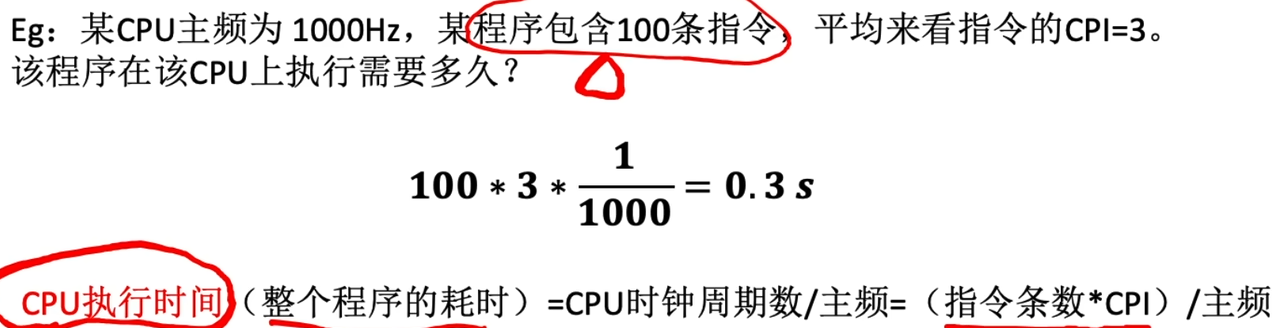 Eg：某CPU主频为 1000Hz，某程序包含100条指令，平均来看指令的CPI=3。
该程序在该CPU上执行需要多久？
100 * 3 * 1/1000 = 0.3 s
CPU执行时间（整个程序的耗时）=CPU时钟周期数/主频=（指令条数*CPI）/主频